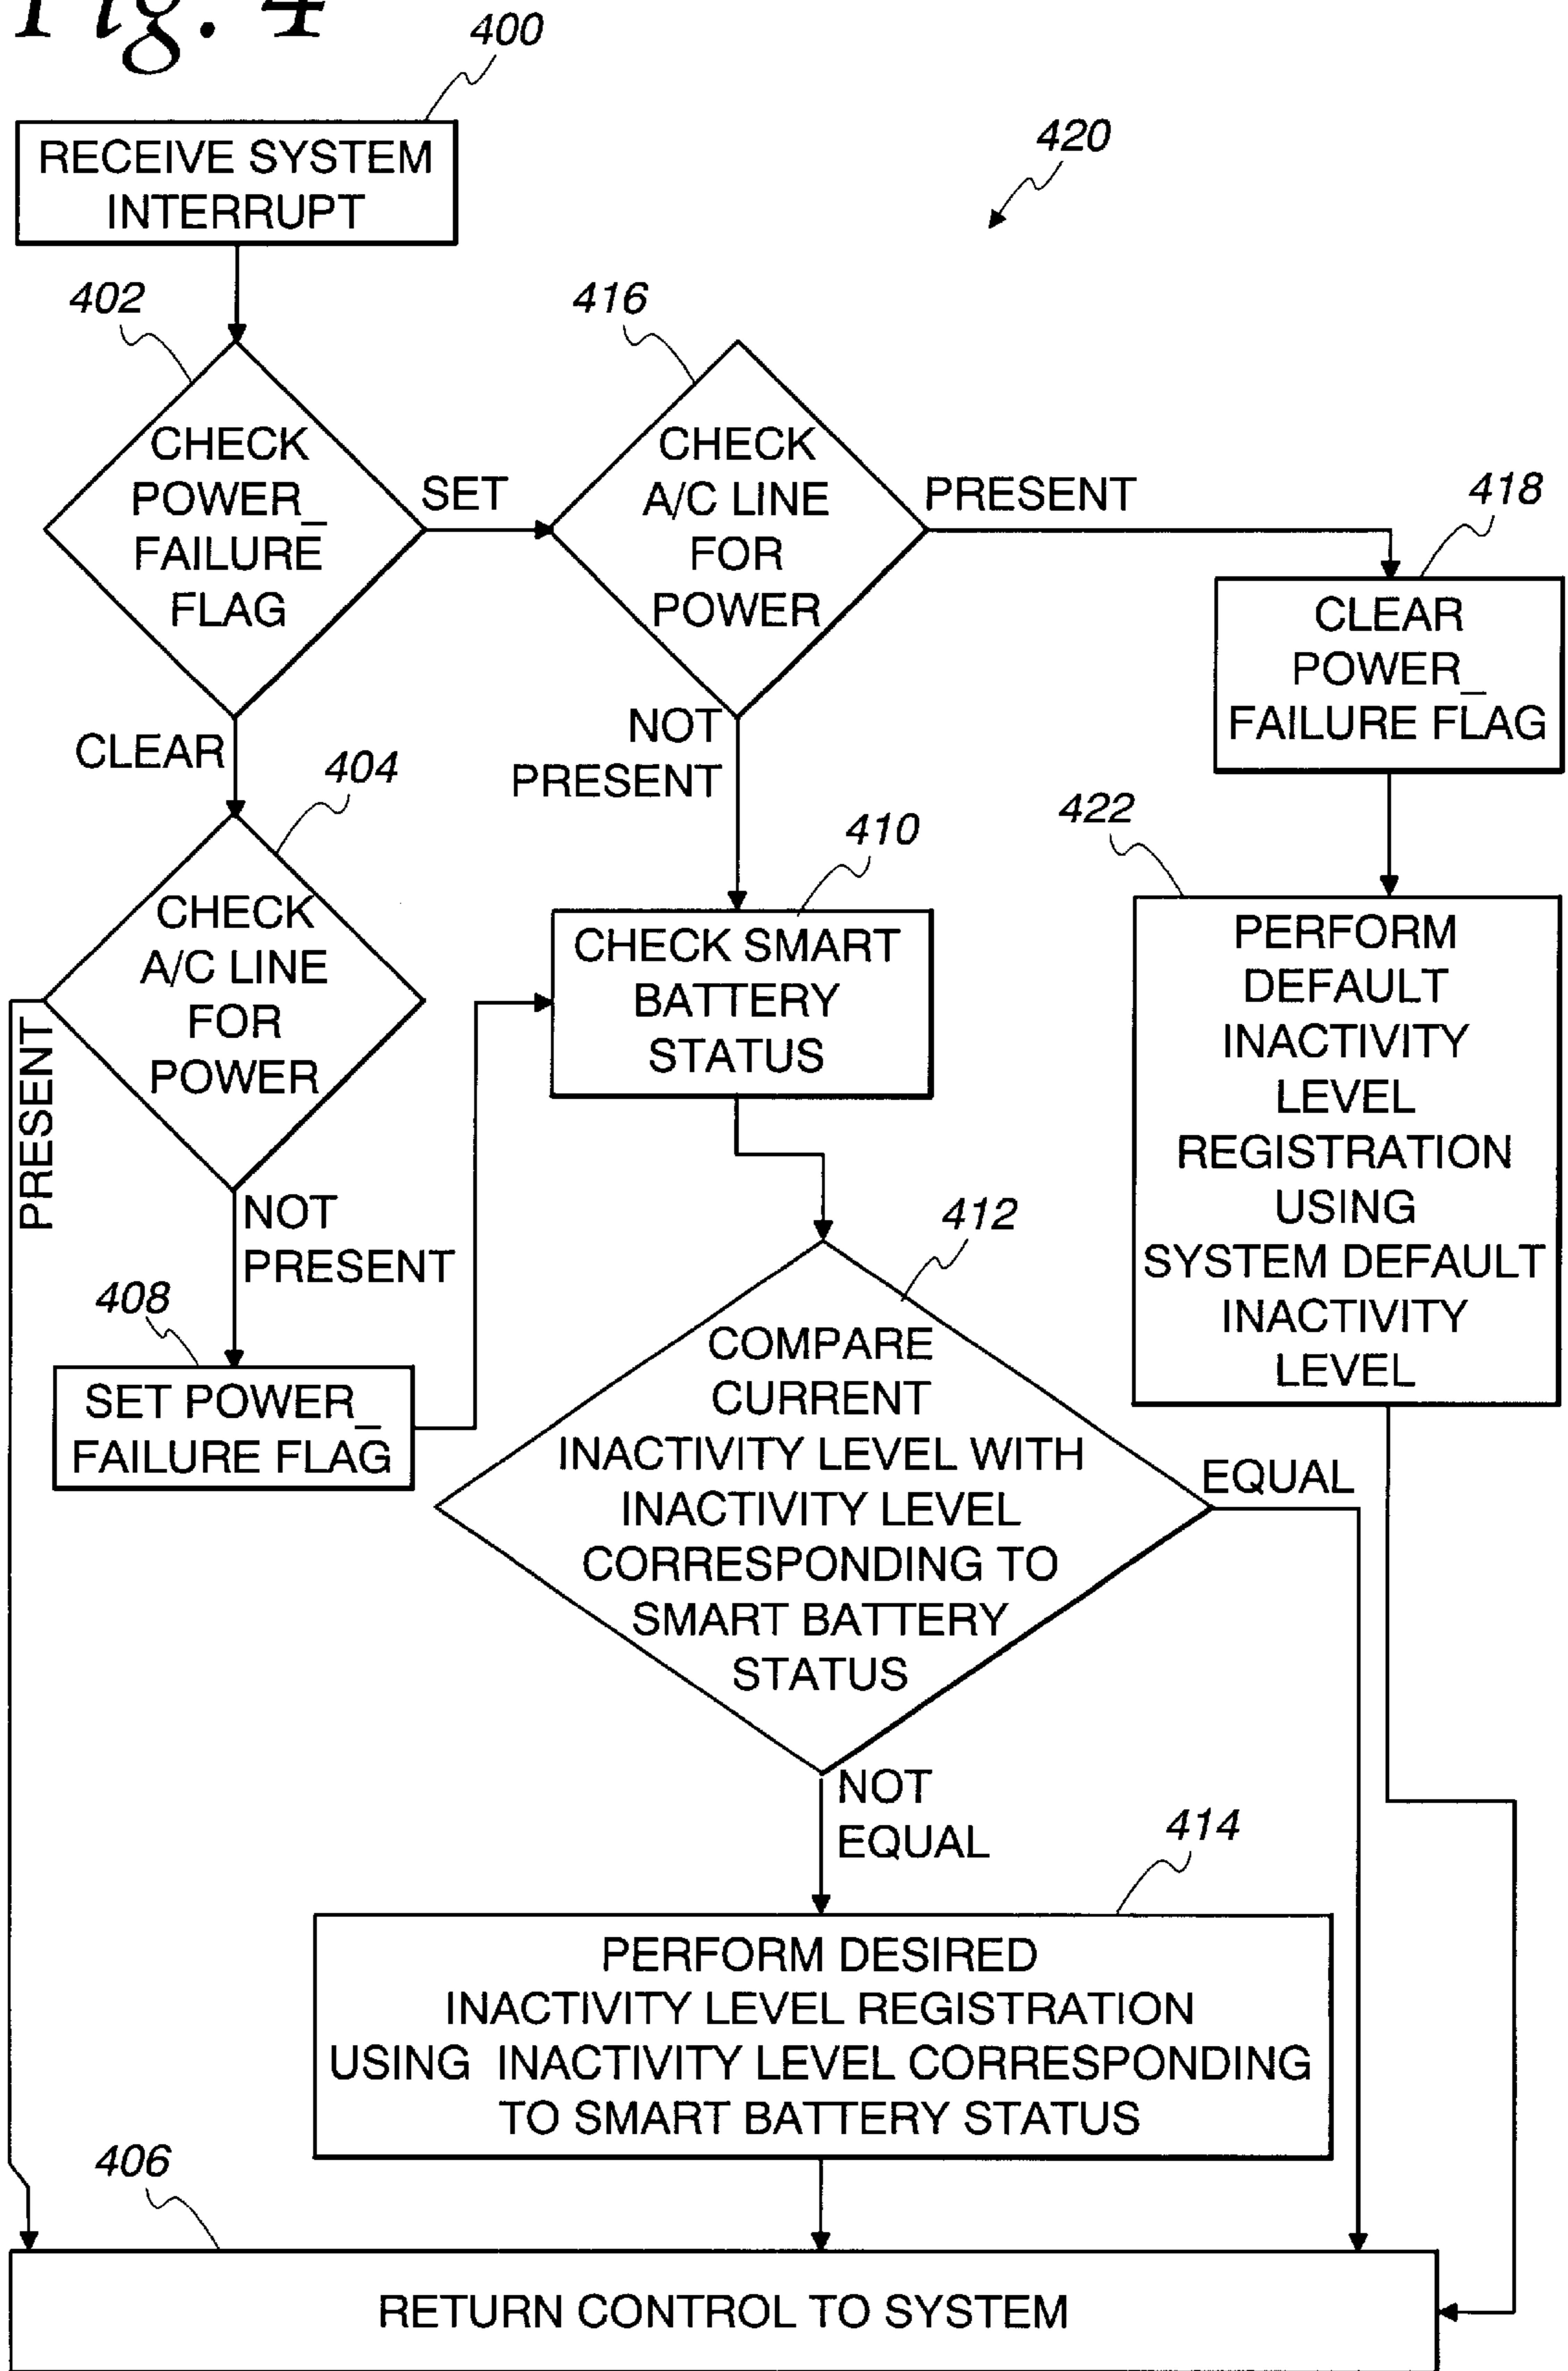 Fig. 4
400
RECEIVE SYSTEM
INTERRUPT
420
402
CHECK
POWER_
FAILURE
FLAG
SET
416
CHECK
A/C LINE
FOR
POWER
PRESENT
418
CLEAR
POWER_
FAILURE FLAG
CLEAR
404
CHECK
A/C LINE
FOR
POWER
PRESENT
NOT
PRESENT
NOT
PRESENT
410
CHECK SMART
BATTERY
STATUS
422
PERFORM
DEFAULT
INACTIVITY
LEVEL
REGISTRATION
USING
SYSTEM DEFAULT
INACTIVITY
LEVEL
408
SET POWER_
FAILURE FLAG
412
COMPARE
CURRENT
INACTIVITY LEVEL WITH
INACTIVITY LEVEL
CORRESPONDING TO
SMART BATTERY
STATUS
EQUAL
NOT
EQUAL
414
PERFORM DESIRED
INACTIVITY LEVEL REGISTRATION
USING INACTIVITY LEVEL CORRESPONDING
TO SMART BATTERY STATUS
406
RETURN CONTROL TO SYSTEM